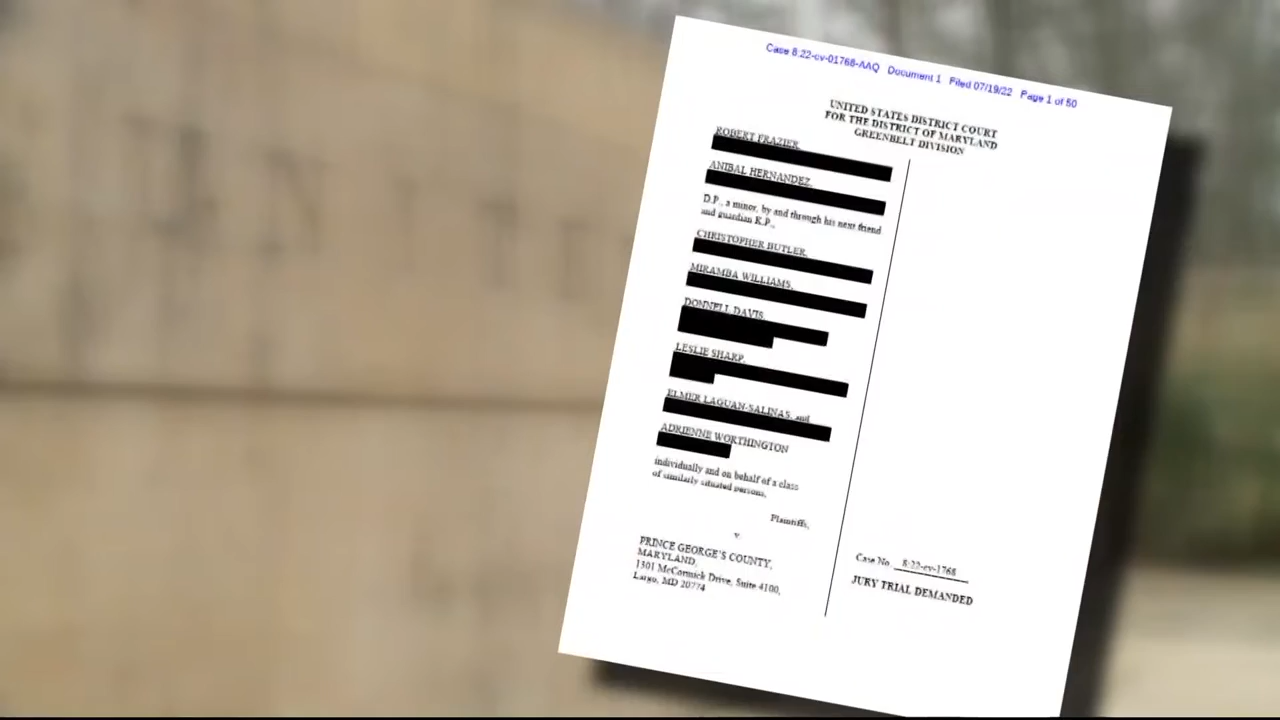 Case 8:22-cv-01768-AAQ Document 1 Filed 07/19/22 Page 1 of 50
UNITED STATES DISTRICT COURT
FOR THE DISTRICT OF MARYLAND
GREENBELT DIVISION
ROBERT FRAZIER,
ANIBAL HERNANDEZ,
D.P., a minor, by and through his next friend
and guardian K.P.,
CHRISTOPHER BUTLER,
MIRAMBA WILLIAMS,
DONNELL DAVIS,
LESLIE SHARP,
ELMER LAGUAN-SALINAS, and
ADRIENNE WORTHINGTON
individually and on behalf of a class
of similarly situated persons,
Plaintiffs,
v.
PRINCE GEORGE'S COUNTY,
MARYLAND,
1301 McCormick Drive, Suite 4100,
Largo, MD 20774
Case No. 8:22-cv-1768
JURY TRIAL DEMANDED